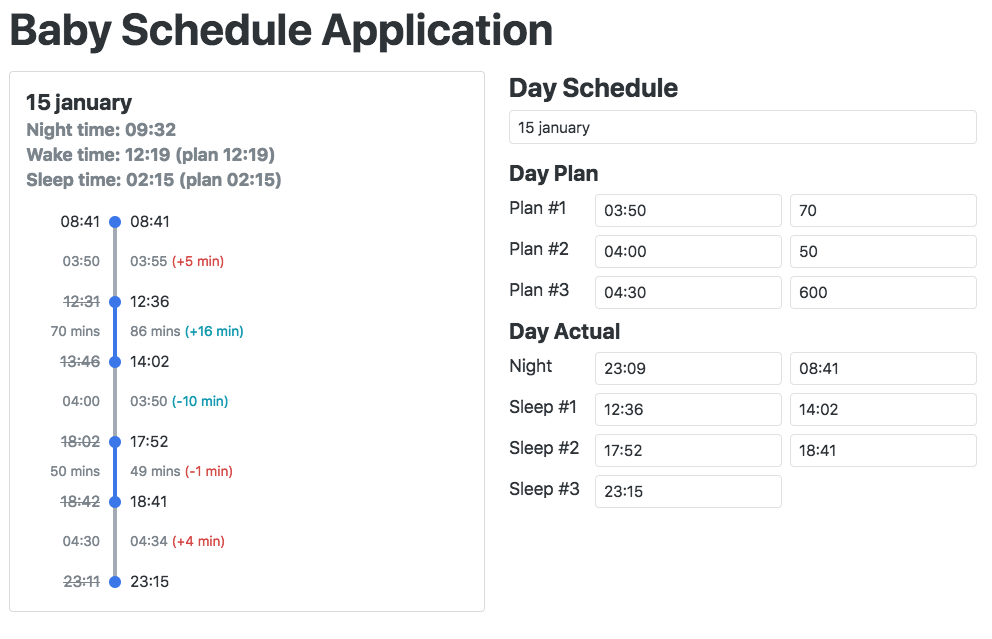 Baby Schedule Application
15 january
Night time: 09:32
Wake time: 12:19 (plan 12:19)
Sleep time: 02:15 (plan 02:15)
08:41 08:41
03:50 03:55 (+5 min)
12:31 12:36
70 mins 86 mins (+16 min)
13:46 14:02
04:00 03:50 (-10 min)
18:02 17:52
50 mins 49 mins (-1 min)
18:42 18:41
04:30 04:34 (+4 min)
23:11 23:15
Day Schedule
15 january
Day Plan
Plan #1 03:50 70
Plan #2 04:00 50
Plan #3 04:30 600
Day Actual
Night 23:09 08:41
Sleep #1 12:36 14:02
Sleep #2 17:52 18:41
Sleep #3 23:15